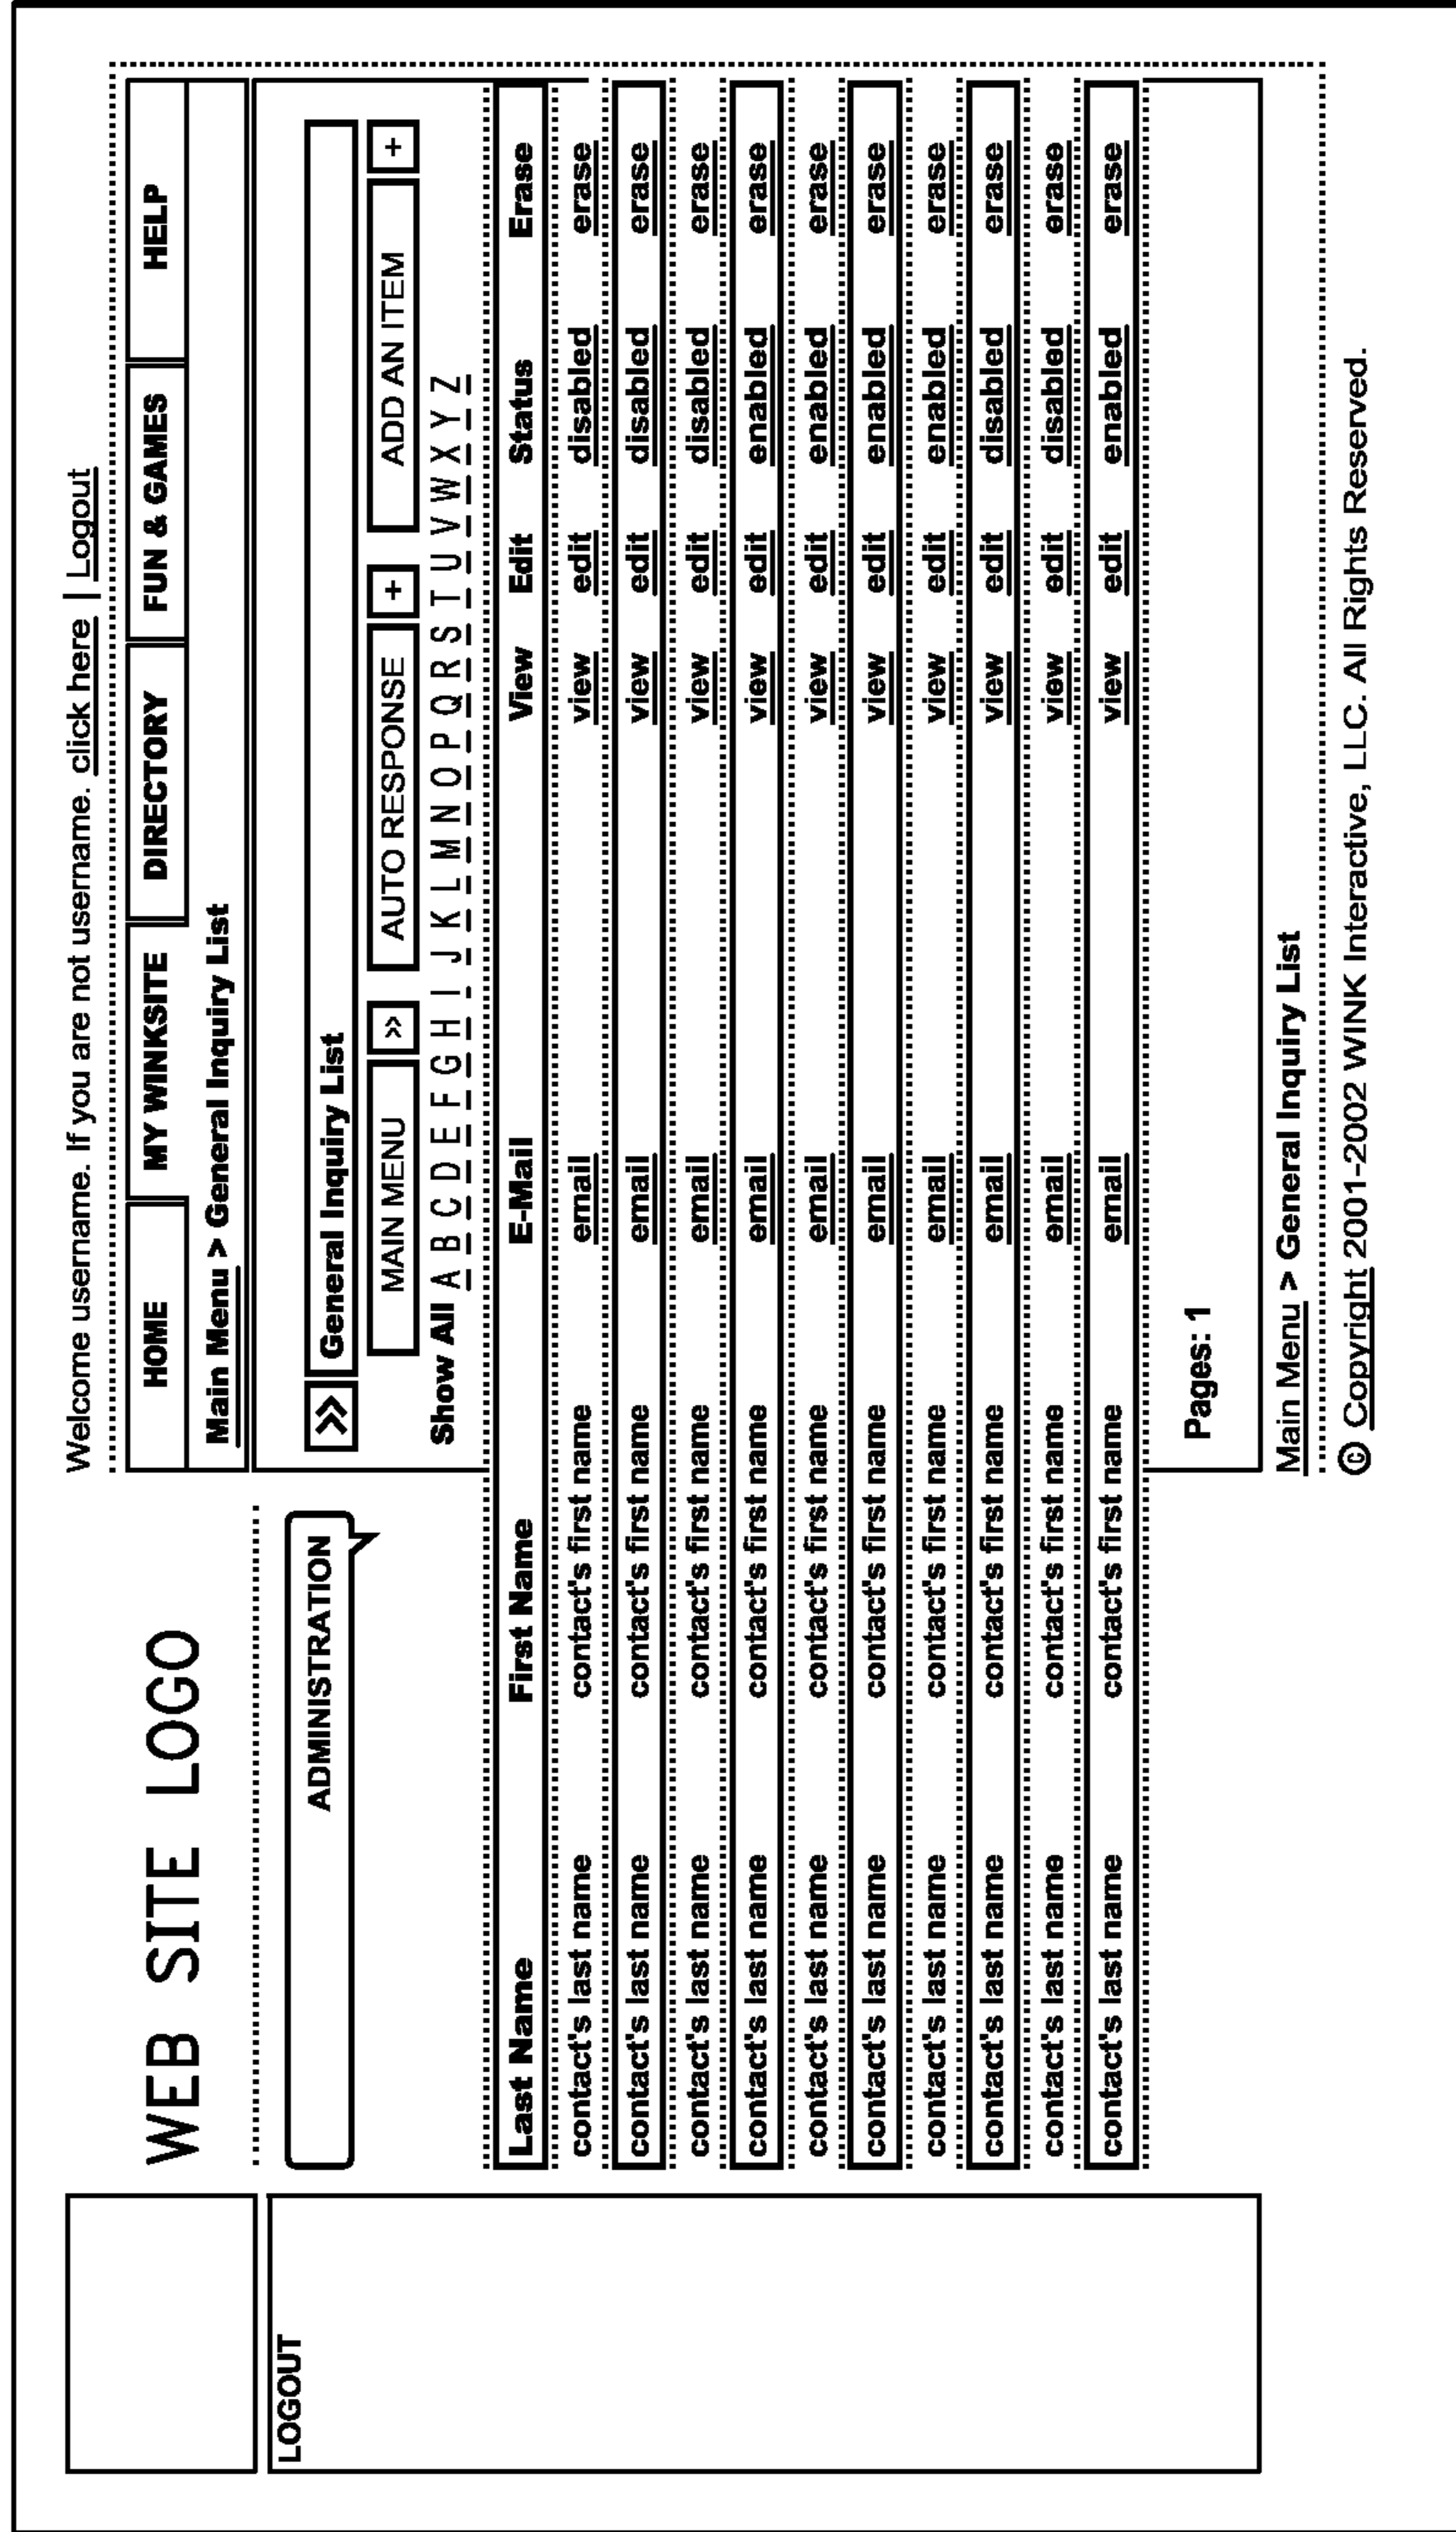 Welcome username. If you are not username. click here | Logout
WEB SITE LOGO
HOME MY WINKSITE DIRECTORY FUN & GAMES HELP
Main Menu > General Inquiry List
LOGOUT
ADMINISTRATION
>> General Inquiry List
MAIN MENU >> AUTO RESPONSE + ADD AN ITEM +
Show All A B C D E F G H I J K L M N O P Q R S T U V W X Y Z
Last Name First Name E-Mail View Edit Status Erase
contact's last name contact's first name email view edit disabled erase
contact's last name contact's first name email view edit disabled erase
contact's last name contact's first name email view edit disabled erase
contact's last name contact's first name email view edit enabled erase
contact's last name contact's first name email view edit enabled erase
contact's last name contact's first name email view edit enabled erase
contact's last name contact's first name email view edit enabled erase
contact's last name contact's first name email view edit disabled erase
contact's last name contact's first name email view edit disabled erase
contact's last name contact's first name email view edit enabled erase
Pages: 1
Main Menu > General Inquiry List
© Copyright 2001-2002 WINK Interactive, LLC. All Rights Reserved.